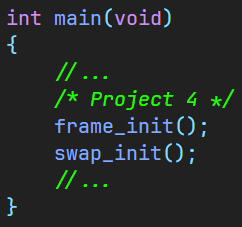 int main(void)
{
    //...
    /* Project 4 */
    frame_init();
    swap_init();
    //...
}